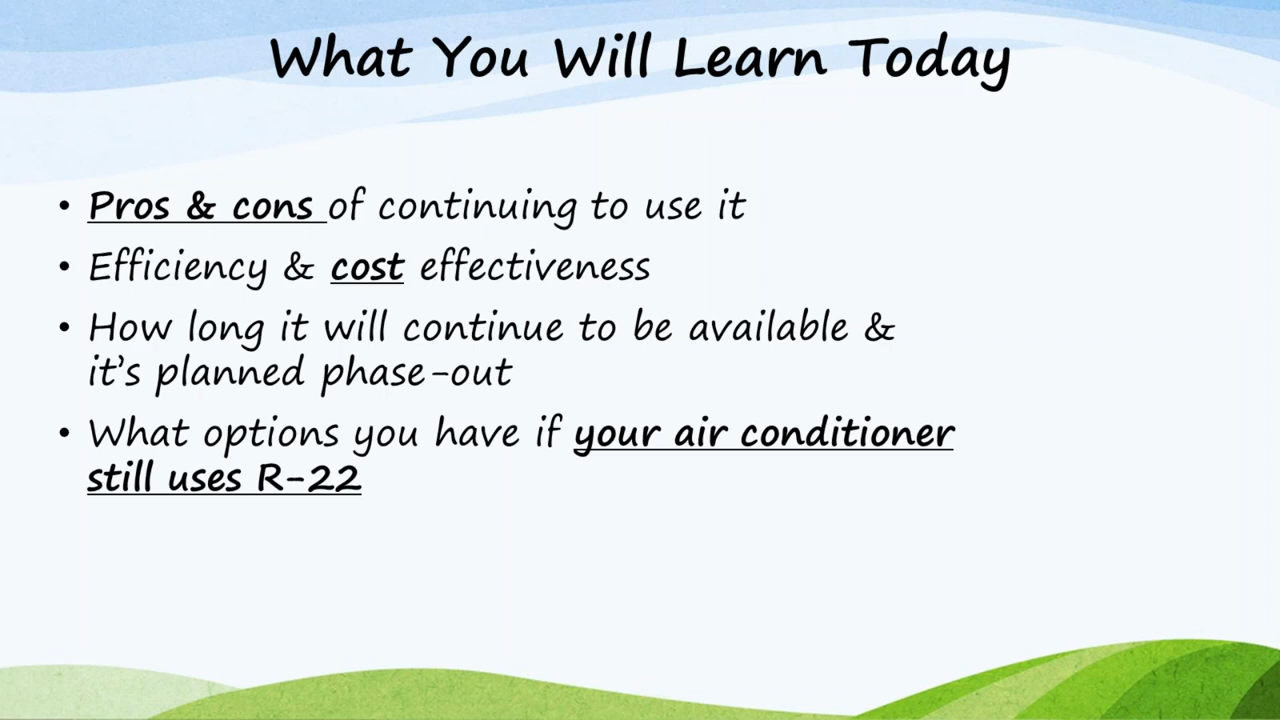 What You Will Learn Today
• Pros & cons of continuing to use it
• Efficiency & cost effectiveness
• How long it will continue to be available &
it’s planned phase-out
• What options you have if your air conditioner
still uses R-22